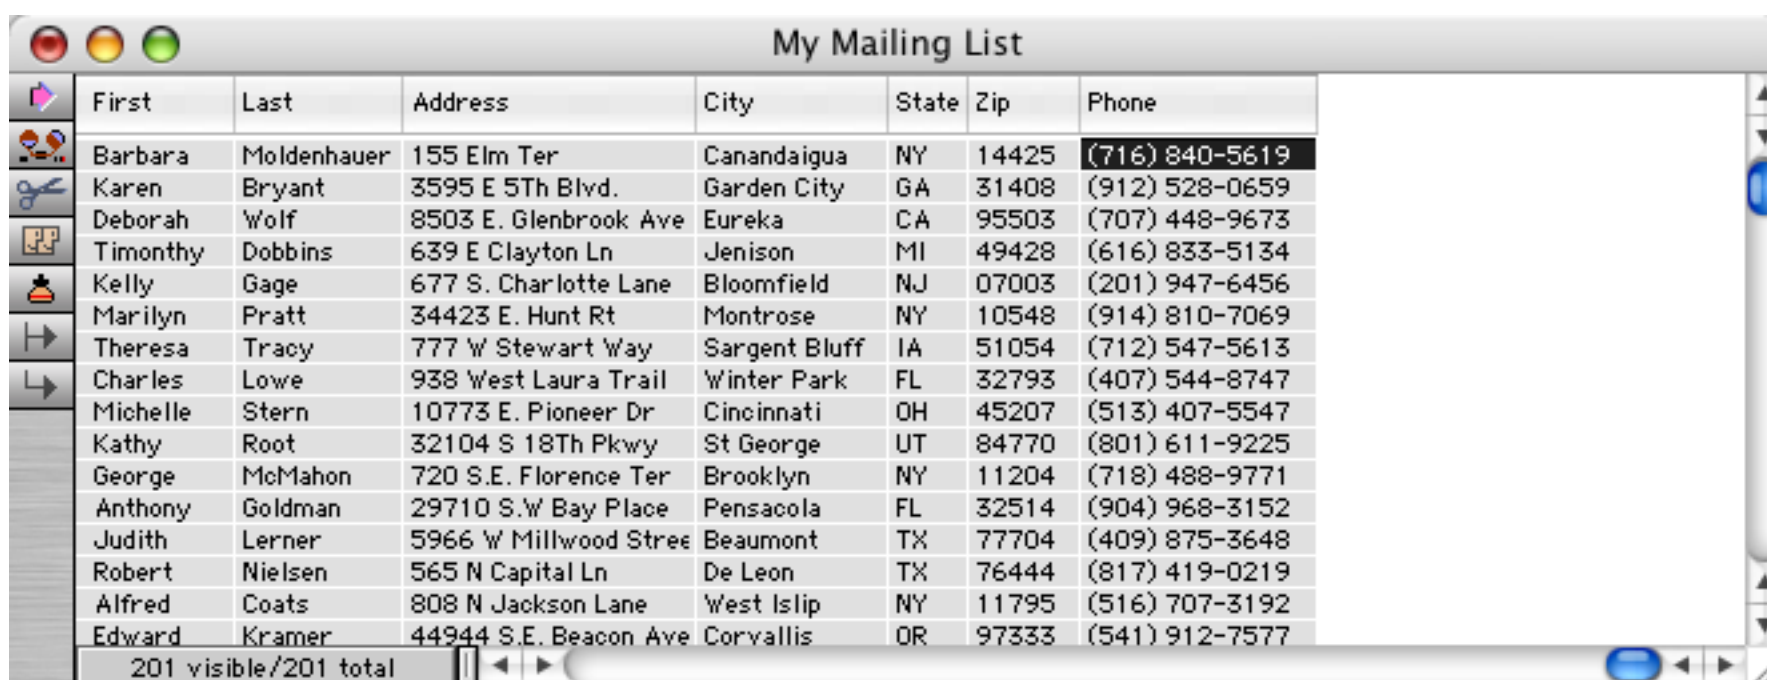 My Mailing List
First Last Address City State Zip Phone
Barbara Moldenhauer 155 Elm Ter Canandaigua NY 14425 (716) 840-5619
Karen Bryant 3595 E 5Th Blvd. Garden City GA 31408 (912) 528-0659
Deborah Wolf 8503 E. Glenbrook Ave Eureka CA 95503 (707) 448-9673
Timonthy Dobbins 639 E Clayton Ln Jenison MI 49428 (616) 833-5134
Kelly Gage 677 S. Charlotte Lane Bloomfield NJ 07003 (201) 947-6456
Marilyn Pratt 34423 E. Hunt Rt Montrose NY 10548 (914) 810-7069
Theresa Tracy 777 W Stewart Way Sargent Bluff IA 51054 (712) 547-5613
Charles Lowe 938 West Laura Trail Winter Park FL 32793 (407) 544-8747
Michelle Stern 10773 E. Pioneer Dr Cincinnati OH 45207 (513) 407-5547
Kathy Root 32104 S 18Th Pkwy St George UT 84770 (801) 611-9225
George McMahon 720 S.E. Florence Ter Brooklyn NY 11204 (718) 488-9771
Anthony Goldman 29710 S.W Bay Place Pensacola FL 32514 (904) 968-3152
Judith Lerner 5966 W Millwood Stree Beaumont TX 77704 (409) 875-3648
Robert Nielsen 565 N Capital Ln De Leon TX 76444 (817) 419-0219
Alfred Coats 808 N Jackson Lane West Islip NY 11795 (516) 707-3192
Edward Kramer 44944 S.E. Beacon Ave Corvallis OR 97333 (541) 912-7577
201 visible/201 total